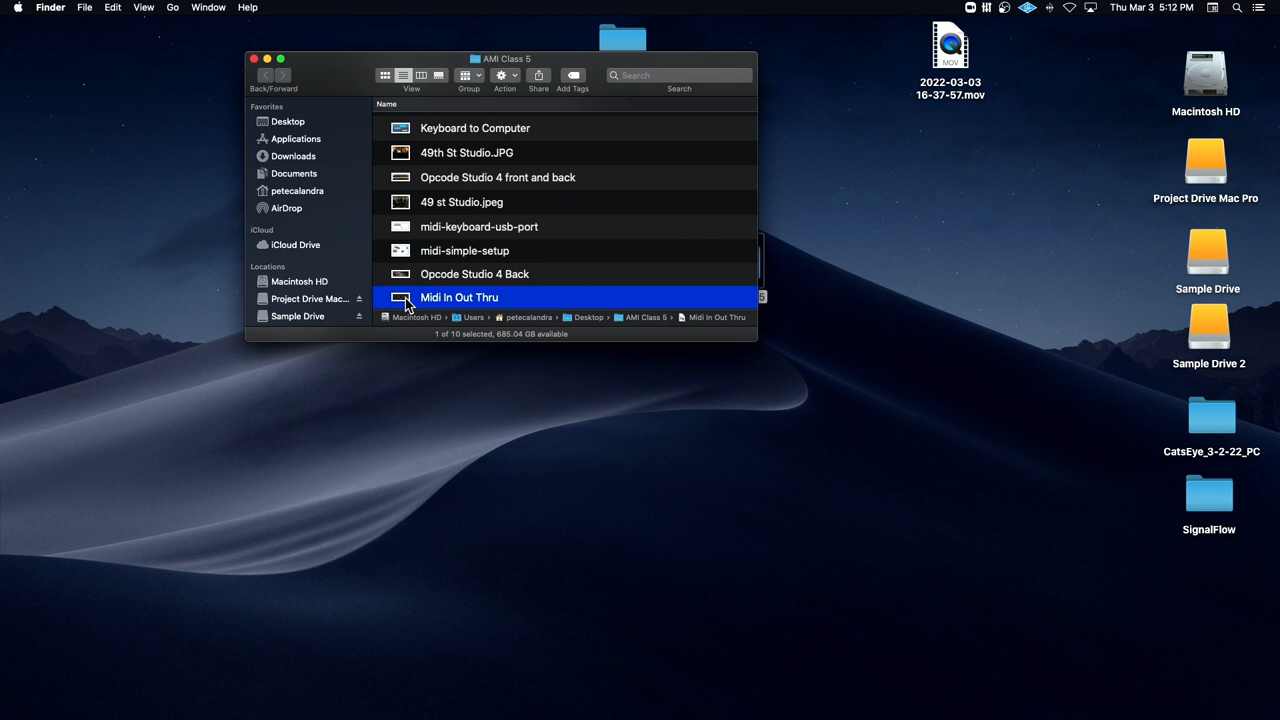 Finder File Edit View Go Window Help Thu Mar 3 5:12 PM
AMI Class 5
Back/Forward View Group Action Share Add Tags Search
Search
Favorites
Desktop
Applications
Downloads
Documents
petecalandra
AirDrop
iCloud
iCloud Drive
Locations
Macintosh HD
Project Drive Mac...
Sample Drive
Name
Keyboard to Computer
49th St Studio.JPG
Opcode Studio 4 front and back
49 st Studio.jpeg
midi-keyboard-usb-port
midi-simple-setup
Opcode Studio 4 Back
Midi In Out Thru
Macintosh HD › Users › petecalandra › Desktop › AMI Class 5 › Midi In Out Thru
1 of 10 selected, 685.04 GB available
5
MOV
2022-03-03
16-37-57.mov
Macintosh HD
Project Drive Mac Pro
Sample Drive
Sample Drive 2
CatsEye_3-2-22_PC
SignalFlow